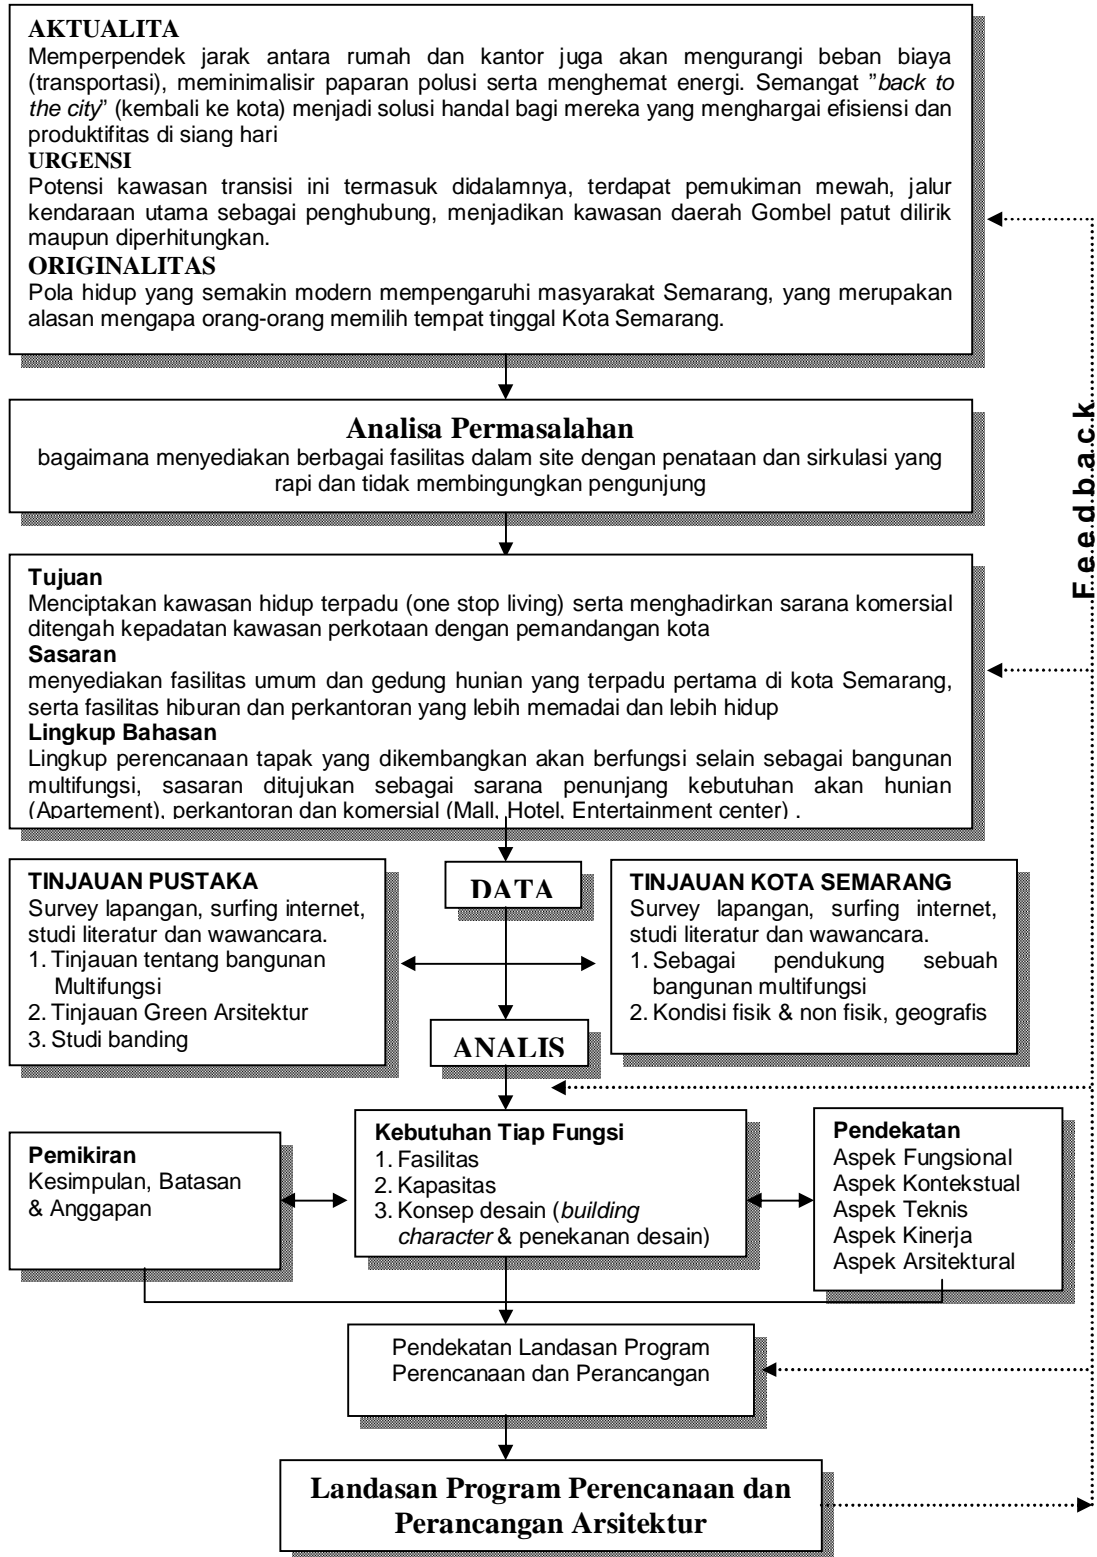 AKTUALITA
Memperpendek jarak antara rumah dan kantor juga akan mengurangi beban biaya
(transportasi), meminimalisir paparan polusi serta menghemat energi. Semangat ”back to
the city” (kembali ke kota) menjadi solusi handal bagi mereka yang menghargai efisiensi dan
produktifitas di siang hari
URGENSI
Potensi kawasan transisi ini termasuk didalamnya, terdapat pemukiman mewah, jalur
kendaraan utama sebagai penghubung, menjadikan kawasan daerah Gombel patut dilirik
maupun diperhitungkan.
ORIGINALITAS
Pola hidup yang semakin modern mempengaruhi masyarakat Semarang, yang merupakan
alasan mengapa orang-orang memilih tempat tinggal Kota Semarang.
Analisa Permasalahan
bagaimana menyediakan berbagai fasilitas dalam site dengan penataan dan sirkulasi yang
rapi dan tidak membingungkan pengunjung
Tujuan
Menciptakan kawasan hidup terpadu (one stop living) serta menghadirkan sarana komersial
ditengah kepadatan kawasan perkotaan dengan pemandangan kota
Sasaran
menyediakan fasilitas umum dan gedung hunian yang terpadu pertama di kota Semarang,
serta fasilitas hiburan dan perkantoran yang lebih memadai dan lebih hidup
Lingkup Bahasan
Lingkup perencanaan tapak yang dikembangkan akan berfungsi selain sebagai bangunan
multifungsi, sasaran ditujukan sebagai sarana penunjang kebutuhan akan hunian
(Apartement), perkantoran dan komersial (Mall, Hotel, Entertainment center) .
DATA
TINJAUAN PUSTAKA
Survey lapangan, surfing internet,
studi literatur dan wawancara.
1. Tinjauan tentang bangunan
Multifungsi
2. Tinjauan Green Arsitektur
3. Studi banding
TINJAUAN KOTA SEMARANG
Survey lapangan, surfing internet,
studi literatur dan wawancara.
1. Sebagai pendukung sebuah
bangunan multifungsi
2. Kondisi fisik & non fisik, geografis
ANALIS
Pemikiran
Kesimpulan, Batasan
& Anggapan
Kebutuhan Tiap Fungsi
1. Fasilitas
2. Kapasitas
3. Konsep desain (building
character & penekanan desain)
Pendekatan
Aspek Fungsional
Aspek Kontekstual
Aspek Teknis
Aspek Kinerja
Aspek Arsitektural
Pendekatan Landasan Program
Perencanaan dan Perancangan
Landasan Program Perencanaan dan
Perancangan Arsitektur
F.e.e.d.b.a.c.k